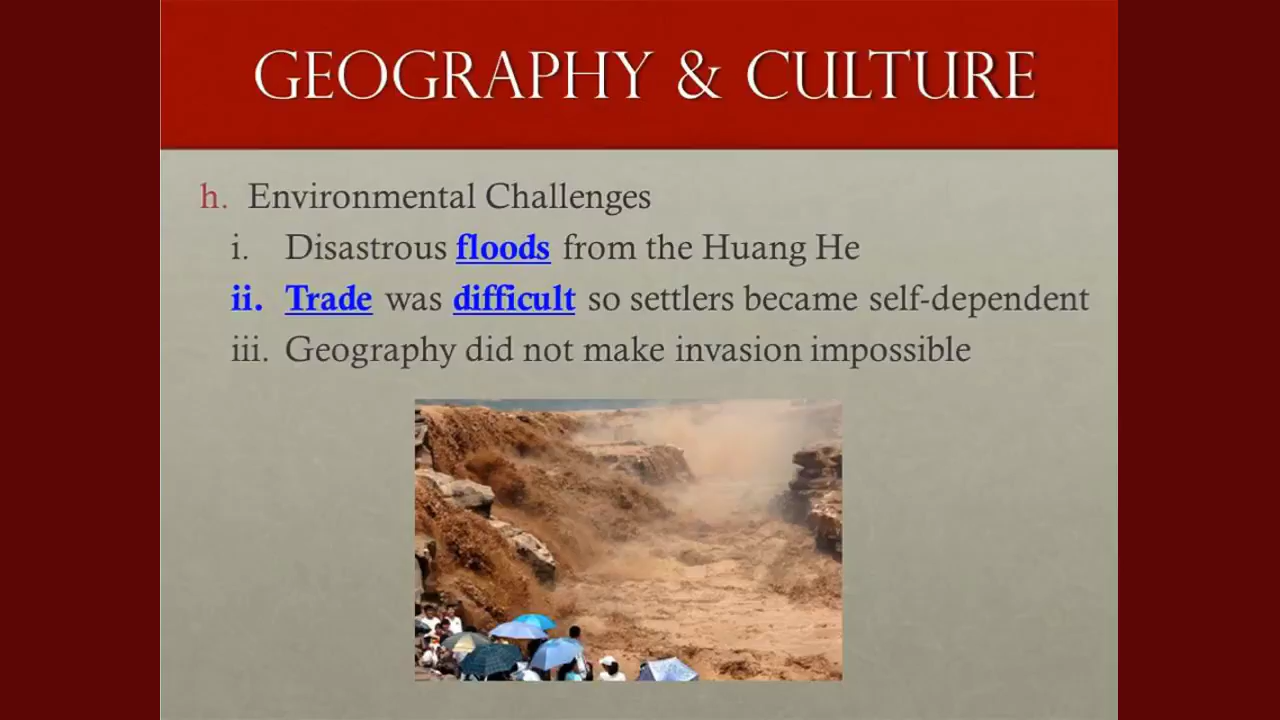 GEOGRAPHY & CULTURE
h. Environmental Challenges
i. Disastrous floods from the Huang He
ii. Trade was difficult so settlers became self-dependent
iii. Geography did not make invasion impossible